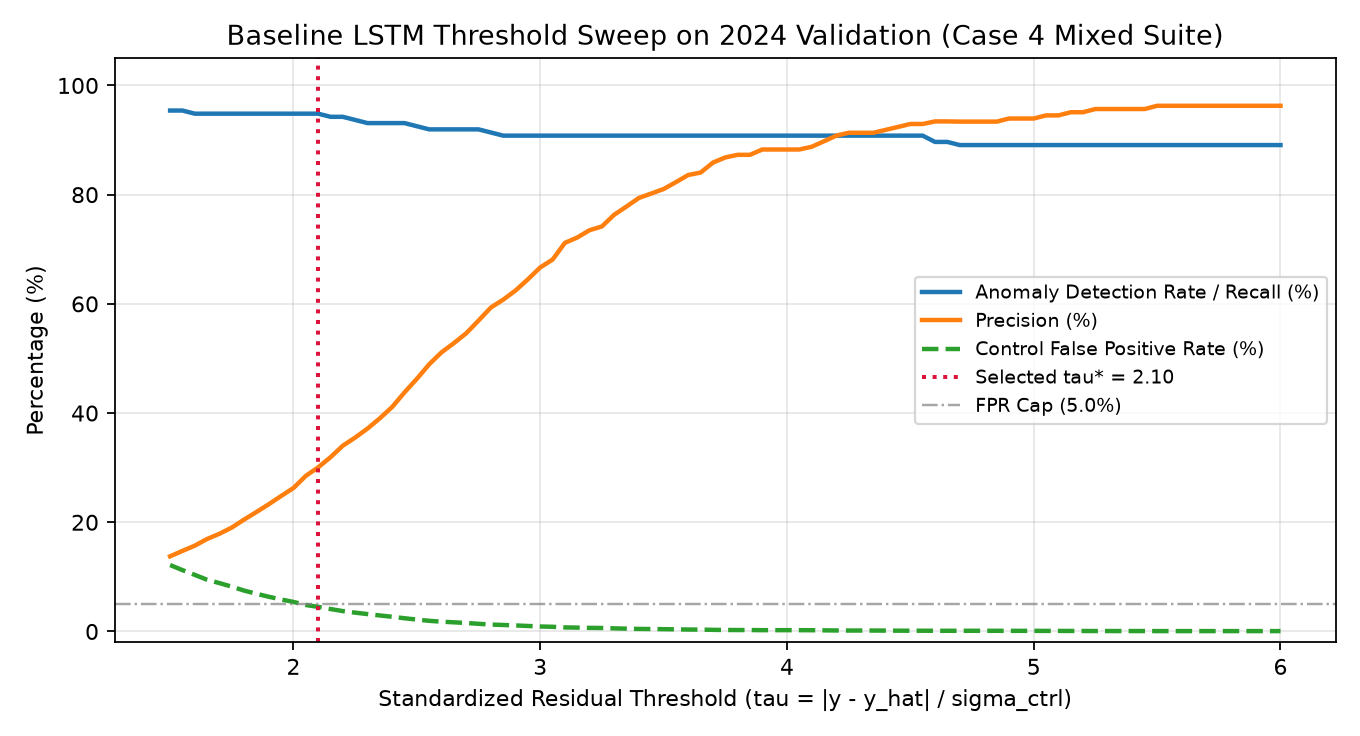 Baseline LSTM Threshold Sweep on 2024 Validation (Case 4 Mixed Suite)
Percentage (%)
100
80
60
40
20
0
Anomaly Detection Rate / Recall (%)
Precision (%)
Control False Positive Rate (%)
Selected tau* = 2.10
FPR Cap (5.0%)
2 3 4 5 6
Standardized Residual Threshold (tau = |y - y_hat| / sigma_ctrl)